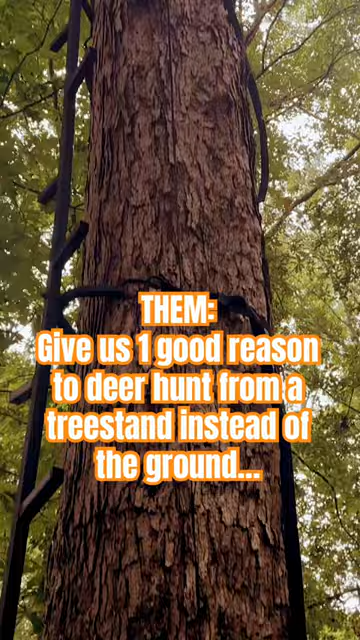 THEM:
Give us 1 good reason
to deer hunt from a
treestand instead of
the ground...